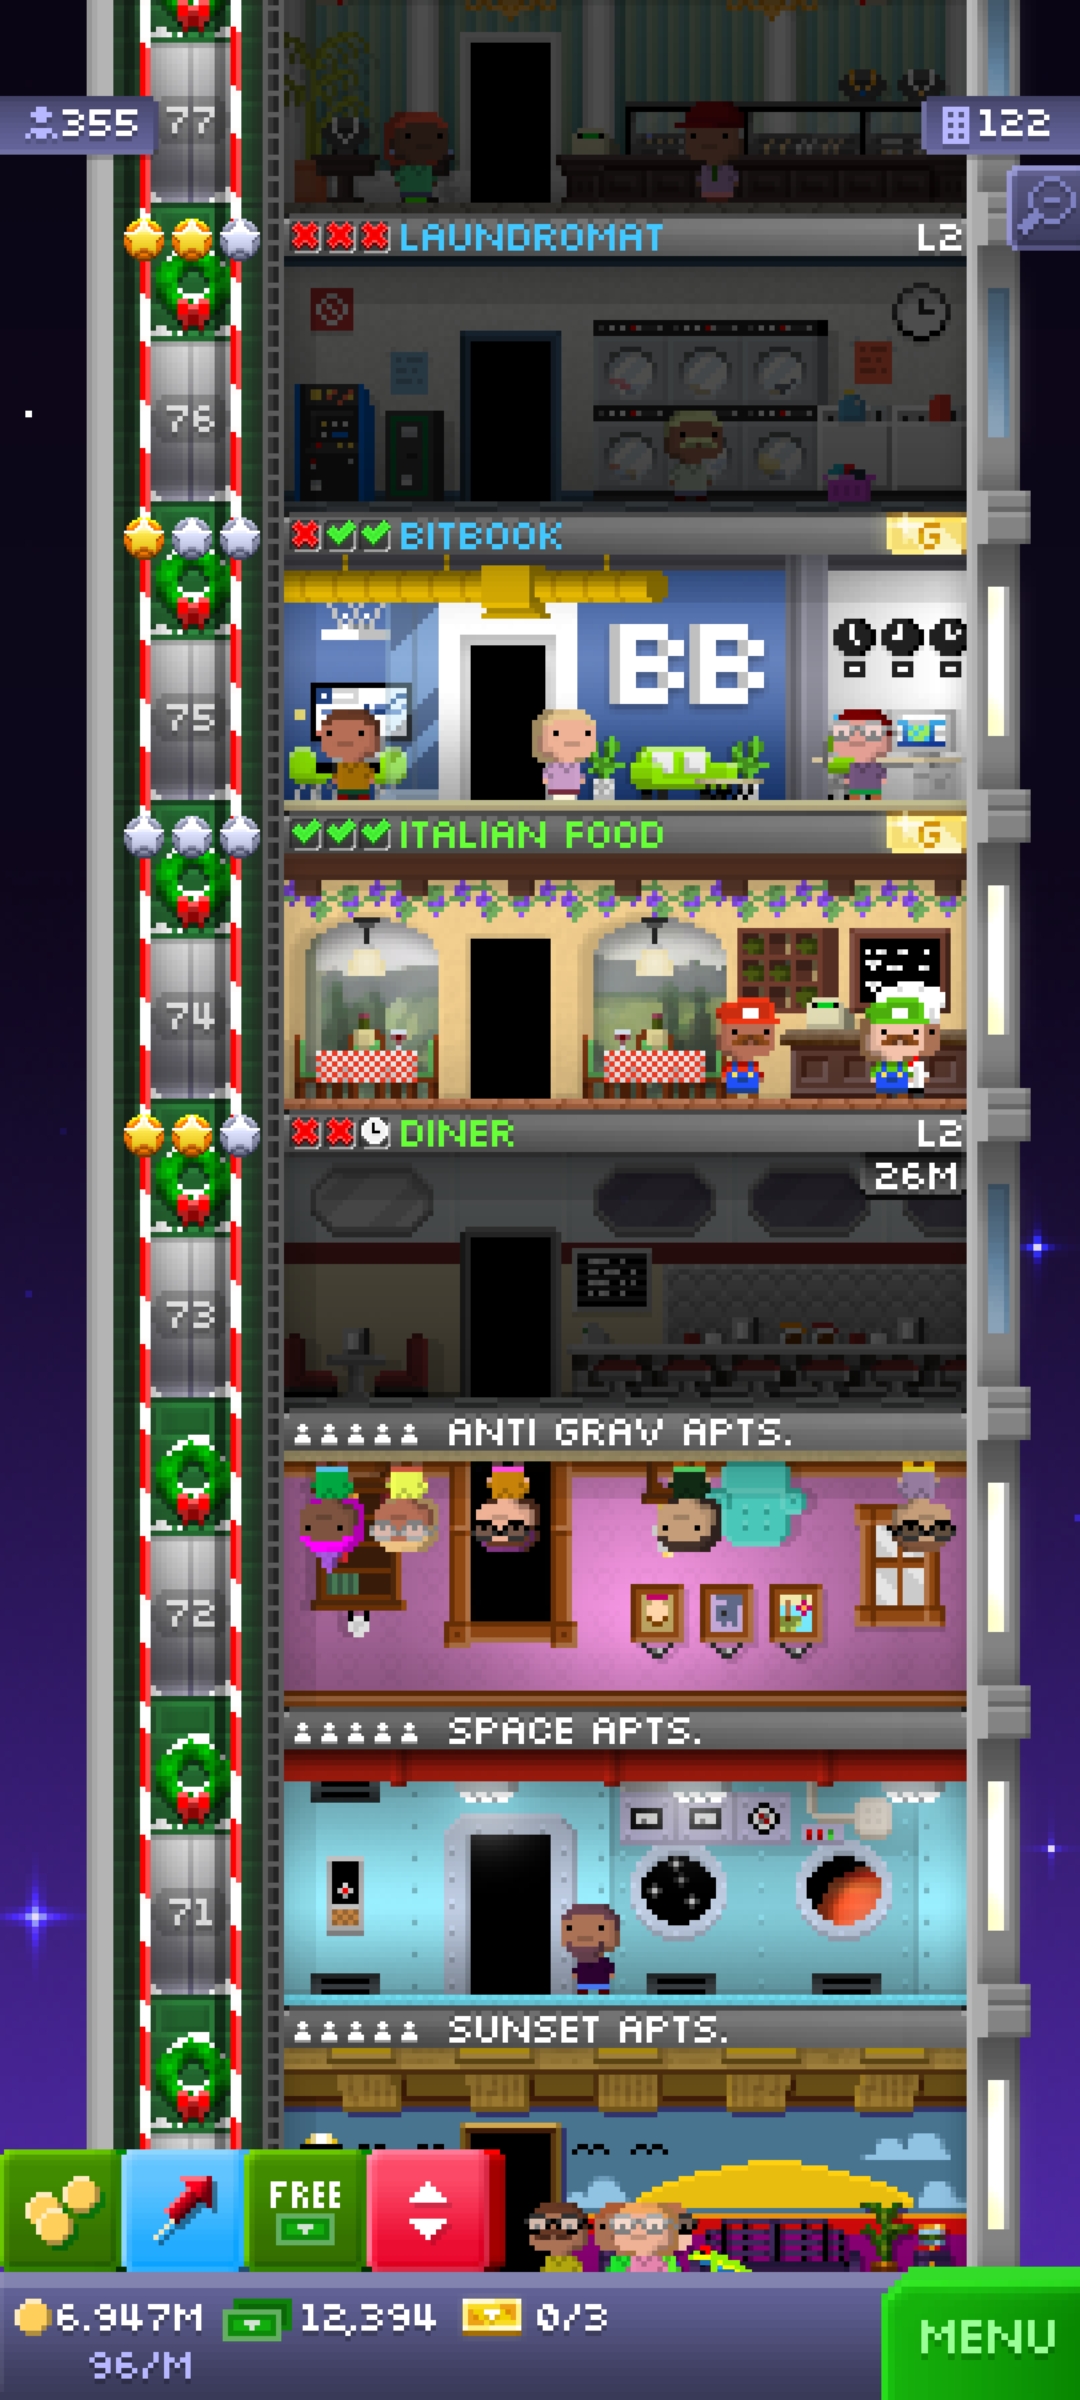 355
77
122
LAUNDROMAT L2
76
BITBOOK G
BB
75
ITALIAN FOOD G
74
DINER L2
26M
73
ANTI GRAV APTS.
72
SPACE APTS.
71
SUNSET APTS.
FREE
6.947M 12,394 0/3
96/M
MENU